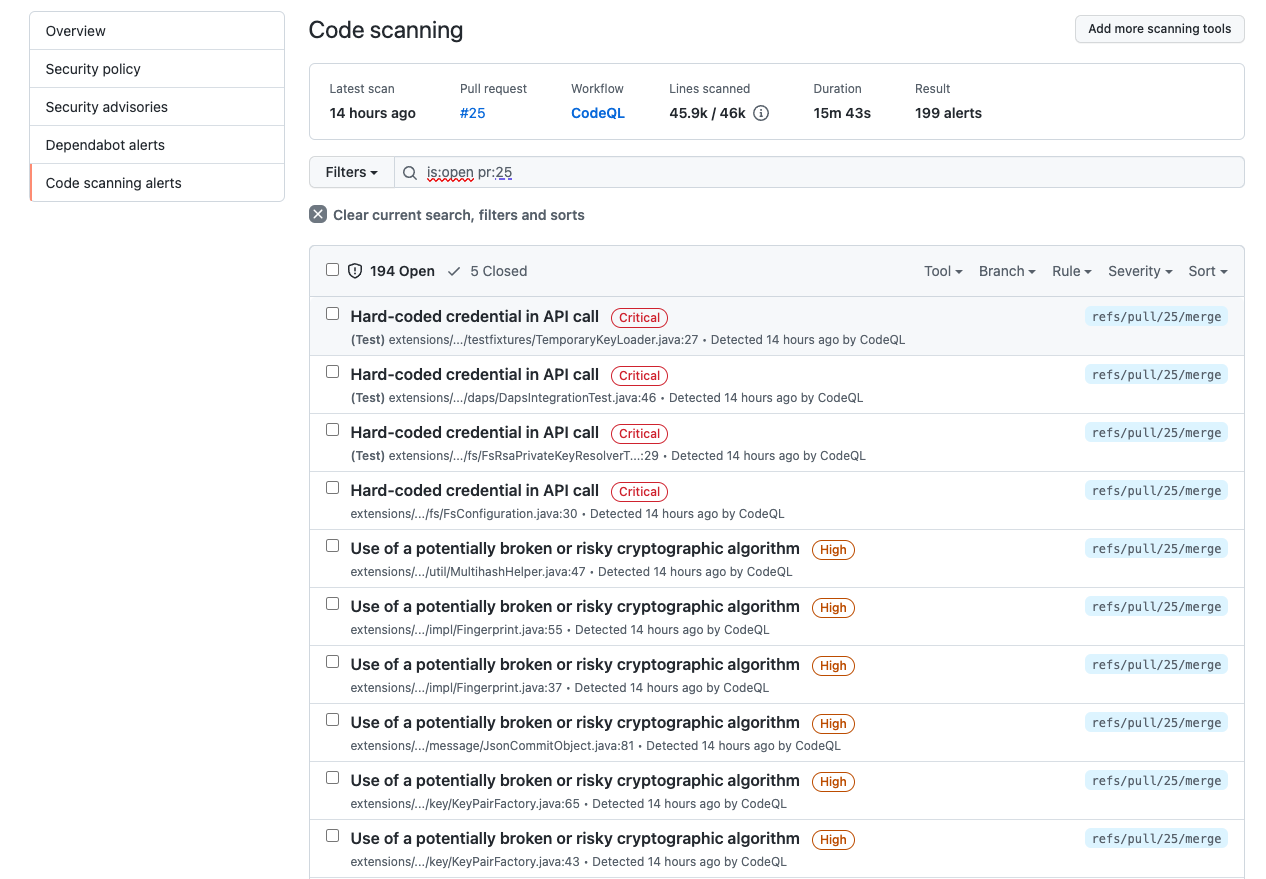 Overview
Security policy
Security advisories
Dependabot alerts
Code scanning alerts
Code scanning
Add more scanning tools
Latest scan Pull request Workflow Lines scanned Duration Result
14 hours ago #25 CodeQL 45.9k / 46k 15m 43s 199 alerts
Filters is:open pr:25
Clear current search, filters and sorts
194 Open 5 Closed Tool Branch Rule Severity Sort
Hard-coded credential in API call Critical refs/pull/25/merge
(Test) extensions/.../testfixtures/TemporaryKeyLoader.java:27 • Detected 14 hours ago by CodeQL
Hard-coded credential in API call Critical refs/pull/25/merge
(Test) extensions/.../daps/DapsIntegrationTest.java:46 • Detected 14 hours ago by CodeQL
Hard-coded credential in API call Critical refs/pull/25/merge
(Test) extensions/.../fs/FsRsaPrivateKeyResolverT...:29 • Detected 14 hours ago by CodeQL
Hard-coded credential in API call Critical refs/pull/25/merge
extensions/.../fs/FsConfiguration.java:30 • Detected 14 hours ago by CodeQL
Use of a potentially broken or risky cryptographic algorithm High refs/pull/25/merge
extensions/.../util/MultihashHelper.java:47 • Detected 14 hours ago by CodeQL
Use of a potentially broken or risky cryptographic algorithm High refs/pull/25/merge
extensions/.../impl/Fingerprint.java:55 • Detected 14 hours ago by CodeQL
Use of a potentially broken or risky cryptographic algorithm High refs/pull/25/merge
extensions/.../impl/Fingerprint.java:37 • Detected 14 hours ago by CodeQL
Use of a potentially broken or risky cryptographic algorithm High refs/pull/25/merge
extensions/.../message/JsonCommitObject.java:81 • Detected 14 hours ago by CodeQL
Use of a potentially broken or risky cryptographic algorithm High refs/pull/25/merge
extensions/.../key/KeyPairFactory.java:65 • Detected 14 hours ago by CodeQL
Use of a potentially broken or risky cryptographic algorithm High refs/pull/25/merge
extensions/.../key/KeyPairFactory.java:43 • Detected 14 hours ago by CodeQL